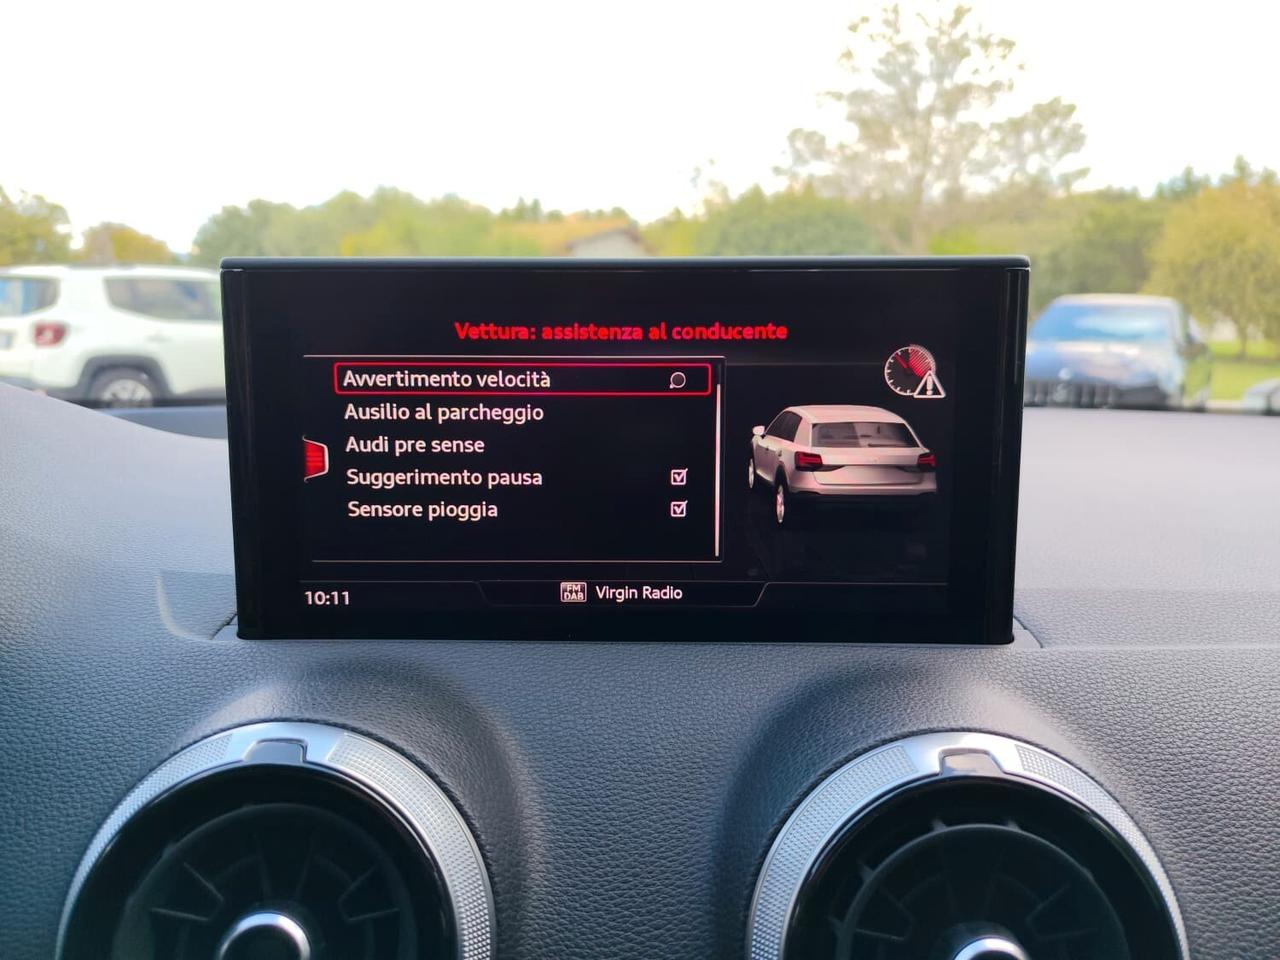 Vettura: assistenza al conducente
Avvertimento velocità
Ausilio al parcheggio
Audi pre sense
Suggerimento pausa
Sensore pioggia
10:11
FM DAB Virgin Radio